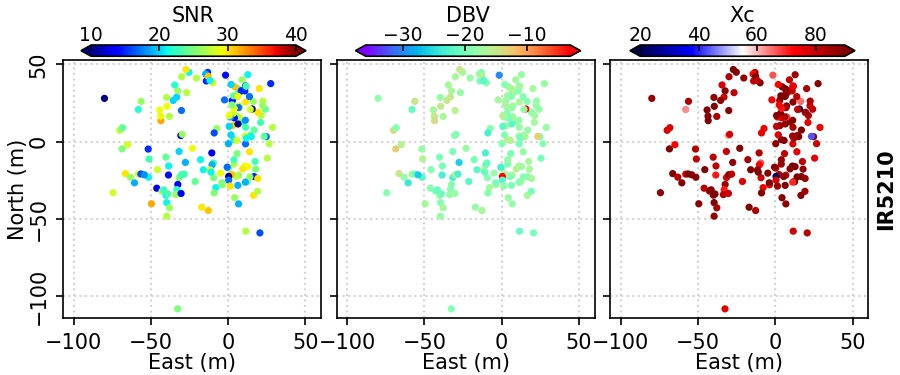 SNR DBV Xc
10 20 30 40 −30 −20 −10 20 40 60 80
50
0
−50
−100
North (m)
IR5210
−100 −50 0 50 −100 −50 0 50 −100 −50 0 50
East (m) East (m) East (m)